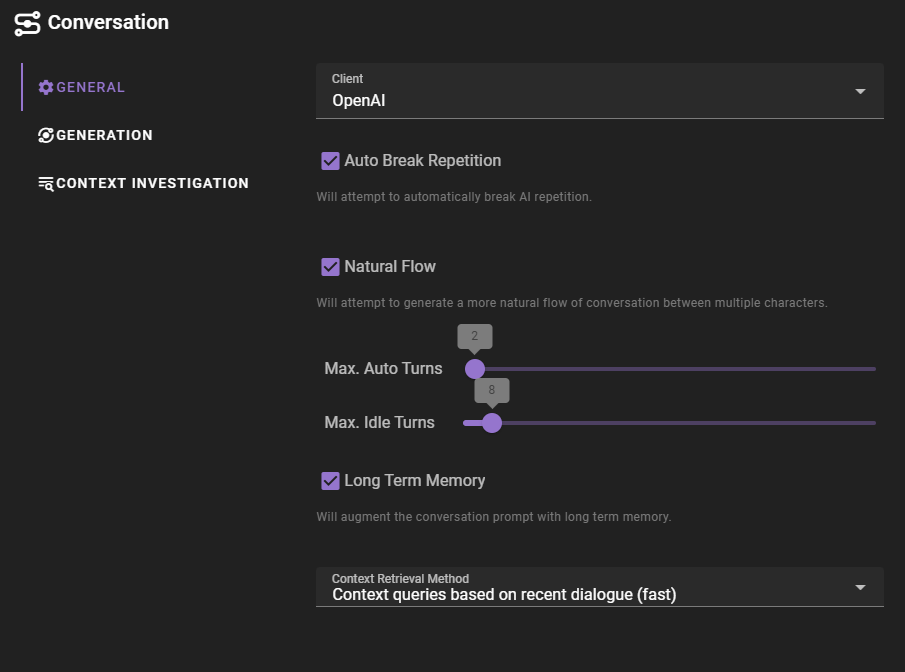 Conversation
GENERAL
GENERATION
CONTEXT INVESTIGATION
Client
OpenAI
Auto Break Repetition
Will attempt to automatically break AI repetition.
Natural Flow
Will attempt to generate a more natural flow of conversation between multiple characters.
2
Max. Auto Turns
8
Max. Idle Turns
Long Term Memory
Will augment the conversation prompt with long term memory.
Context Retrieval Method
Context queries based on recent dialogue (fast)